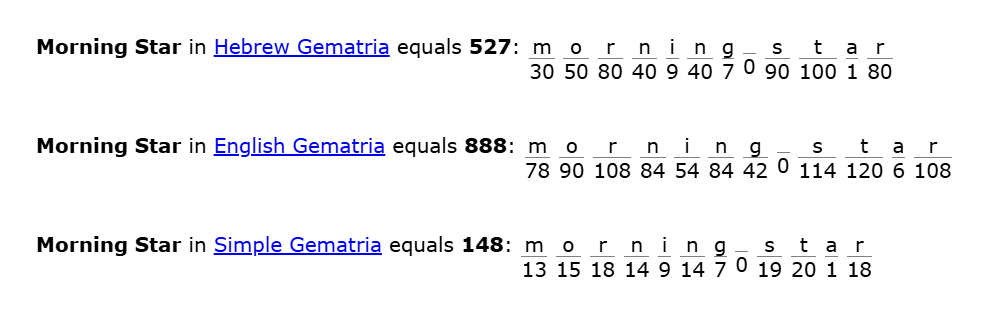 Morning Star in Hebrew Gematria equals 527: m o r n i n g _ s t a r
30 50 80 40 9 40 7 0 90 100 1 80
Morning Star in English Gematria equals 888: m o r n i n g _ s t a r
78 90 108 84 54 84 42 0 114 120 6 108
Morning Star in Simple Gematria equals 148: m o r n i n g _ s t a r
13 15 18 14 9 14 7 0 19 20 1 18